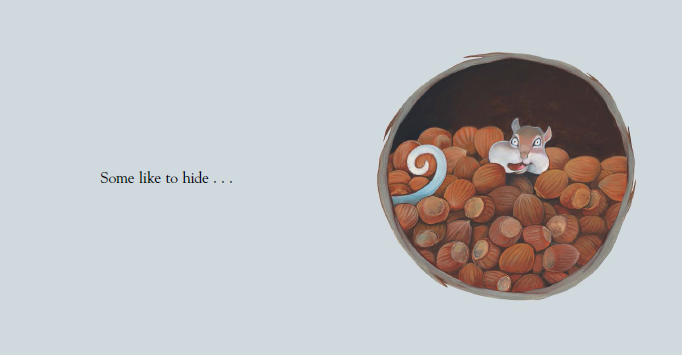 Some like to hide . . .